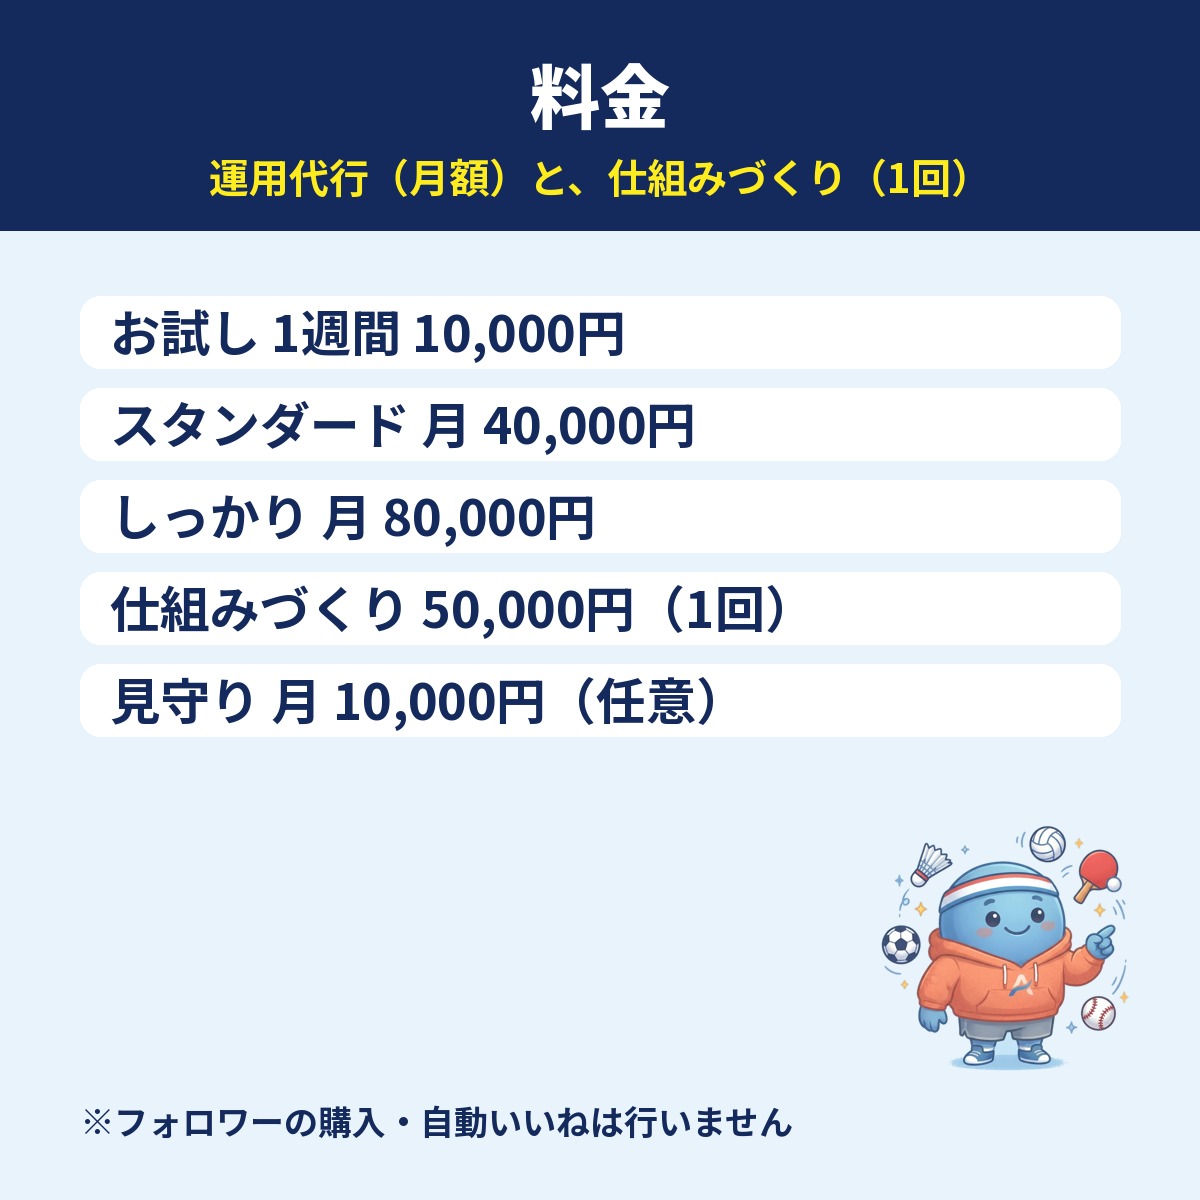 料金
運用代行（月額）と、仕組みづくり（1回）
お試し 1週間 10,000円
スタンダード 月 40,000円
しっかり 月 80,000円
仕組みづくり 50,000円（1回）
見守り 月 10,000円（任意）
※フォロワーの購入・自動いいねは行いません